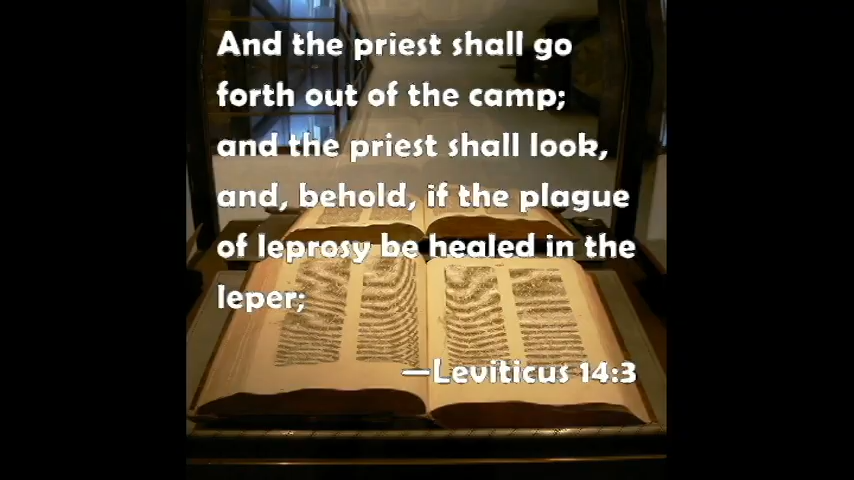 And the priest shall go
forth out of the camp;
and the priest shall look,
and, behold, if the plague
of leprosy be healed in the
leper;
—Leviticus 14:3